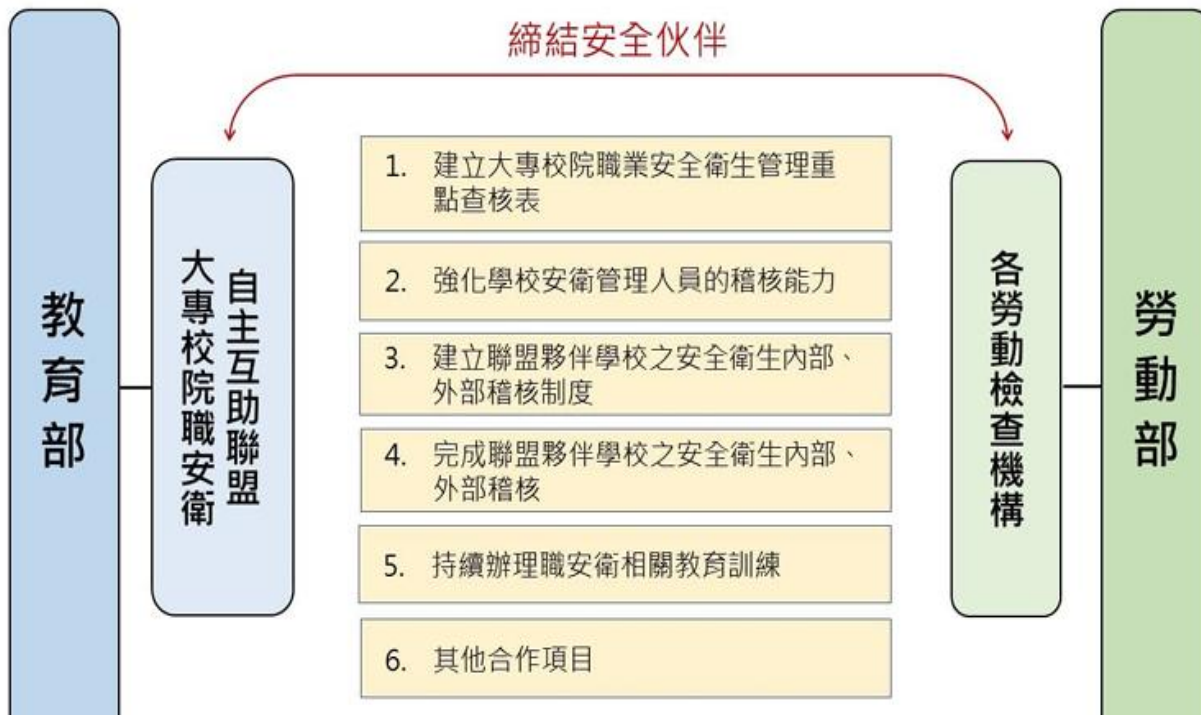 締結安全伙伴
教育部
大專校院職安衛
自主互助聯盟
1. 建立大專校院職業安全衛生管理重
點查核表
2. 強化學校安衛管理人員的稽核能力
3. 建立聯盟夥伴學校之安全衛生內部、
外部稽核制度
4. 完成聯盟夥伴學校之安全衛生內部、
外部稽核
5. 持續辦理職安衛相關教育訓練
6. 其他合作項目
各勞動檢查機構
勞動部